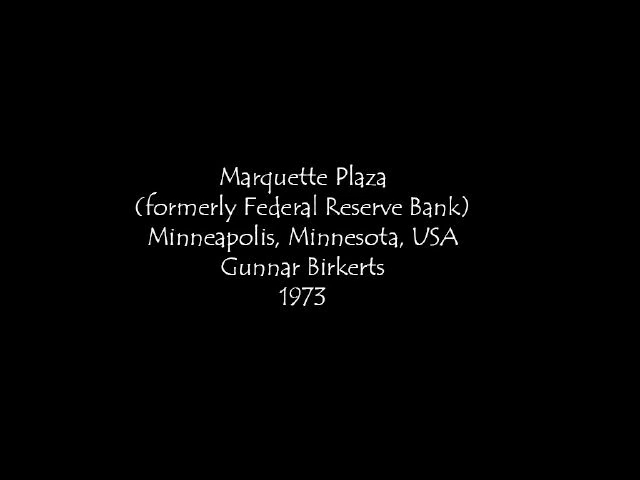 Marquette Plaza
(formerly Federal Reserve Bank)
Minneapolis, Minnesota, USA
Gunnar Birkerts
1973